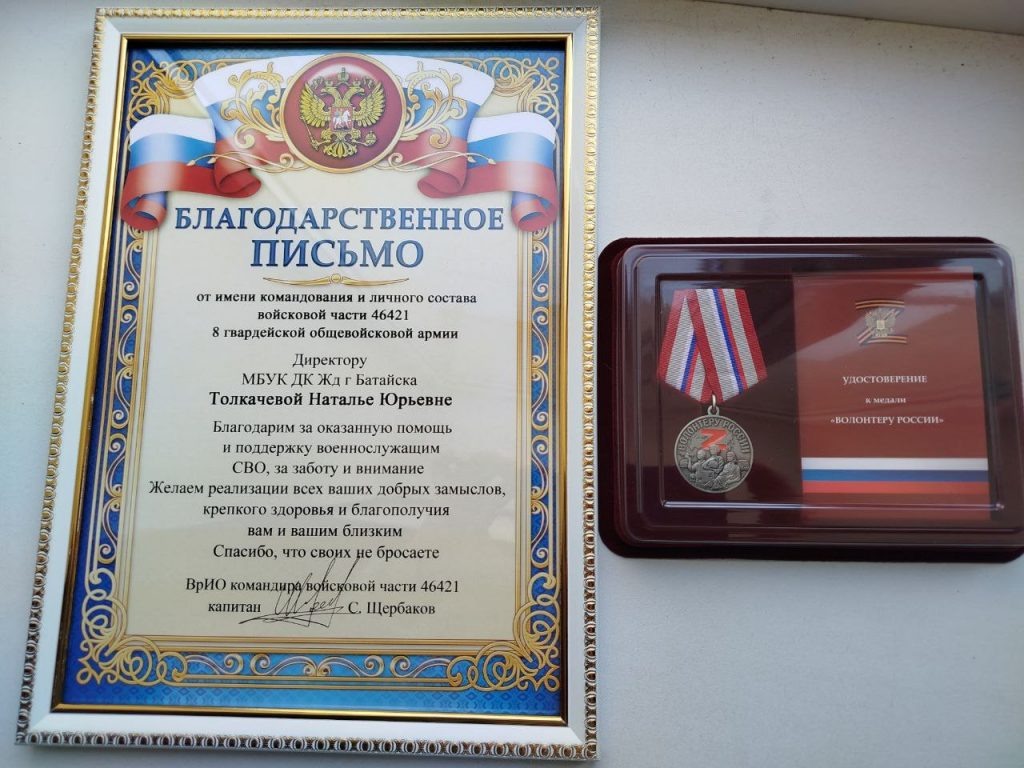 БЛАГОДАРСТВЕННОЕ
ПИСЬМО
от имени командования и личного состава
войсковой части 46421
8 гвардейской общевойсковой армии
Директору
МБУК ДК Жд г Батайска
Толкачевой Наталье Юрьевне
Благодарим за оказанную помощь
и поддержку военнослужащим
СВО, за заботу и внимание
Желаем реализации всех ваших добрых замыслов,
крепкого здоровья и благополучия
вам и вашим близким
Спасибо, что своих не бросаете
ВрИО командира войсковой части 46421
капитан С. Щербаков
ВОЛОНТЕРУ РОССИИ
Z
УДОСТОВЕРЕНИЕ
к медали
«ВОЛОНТЕРУ РОССИИ»